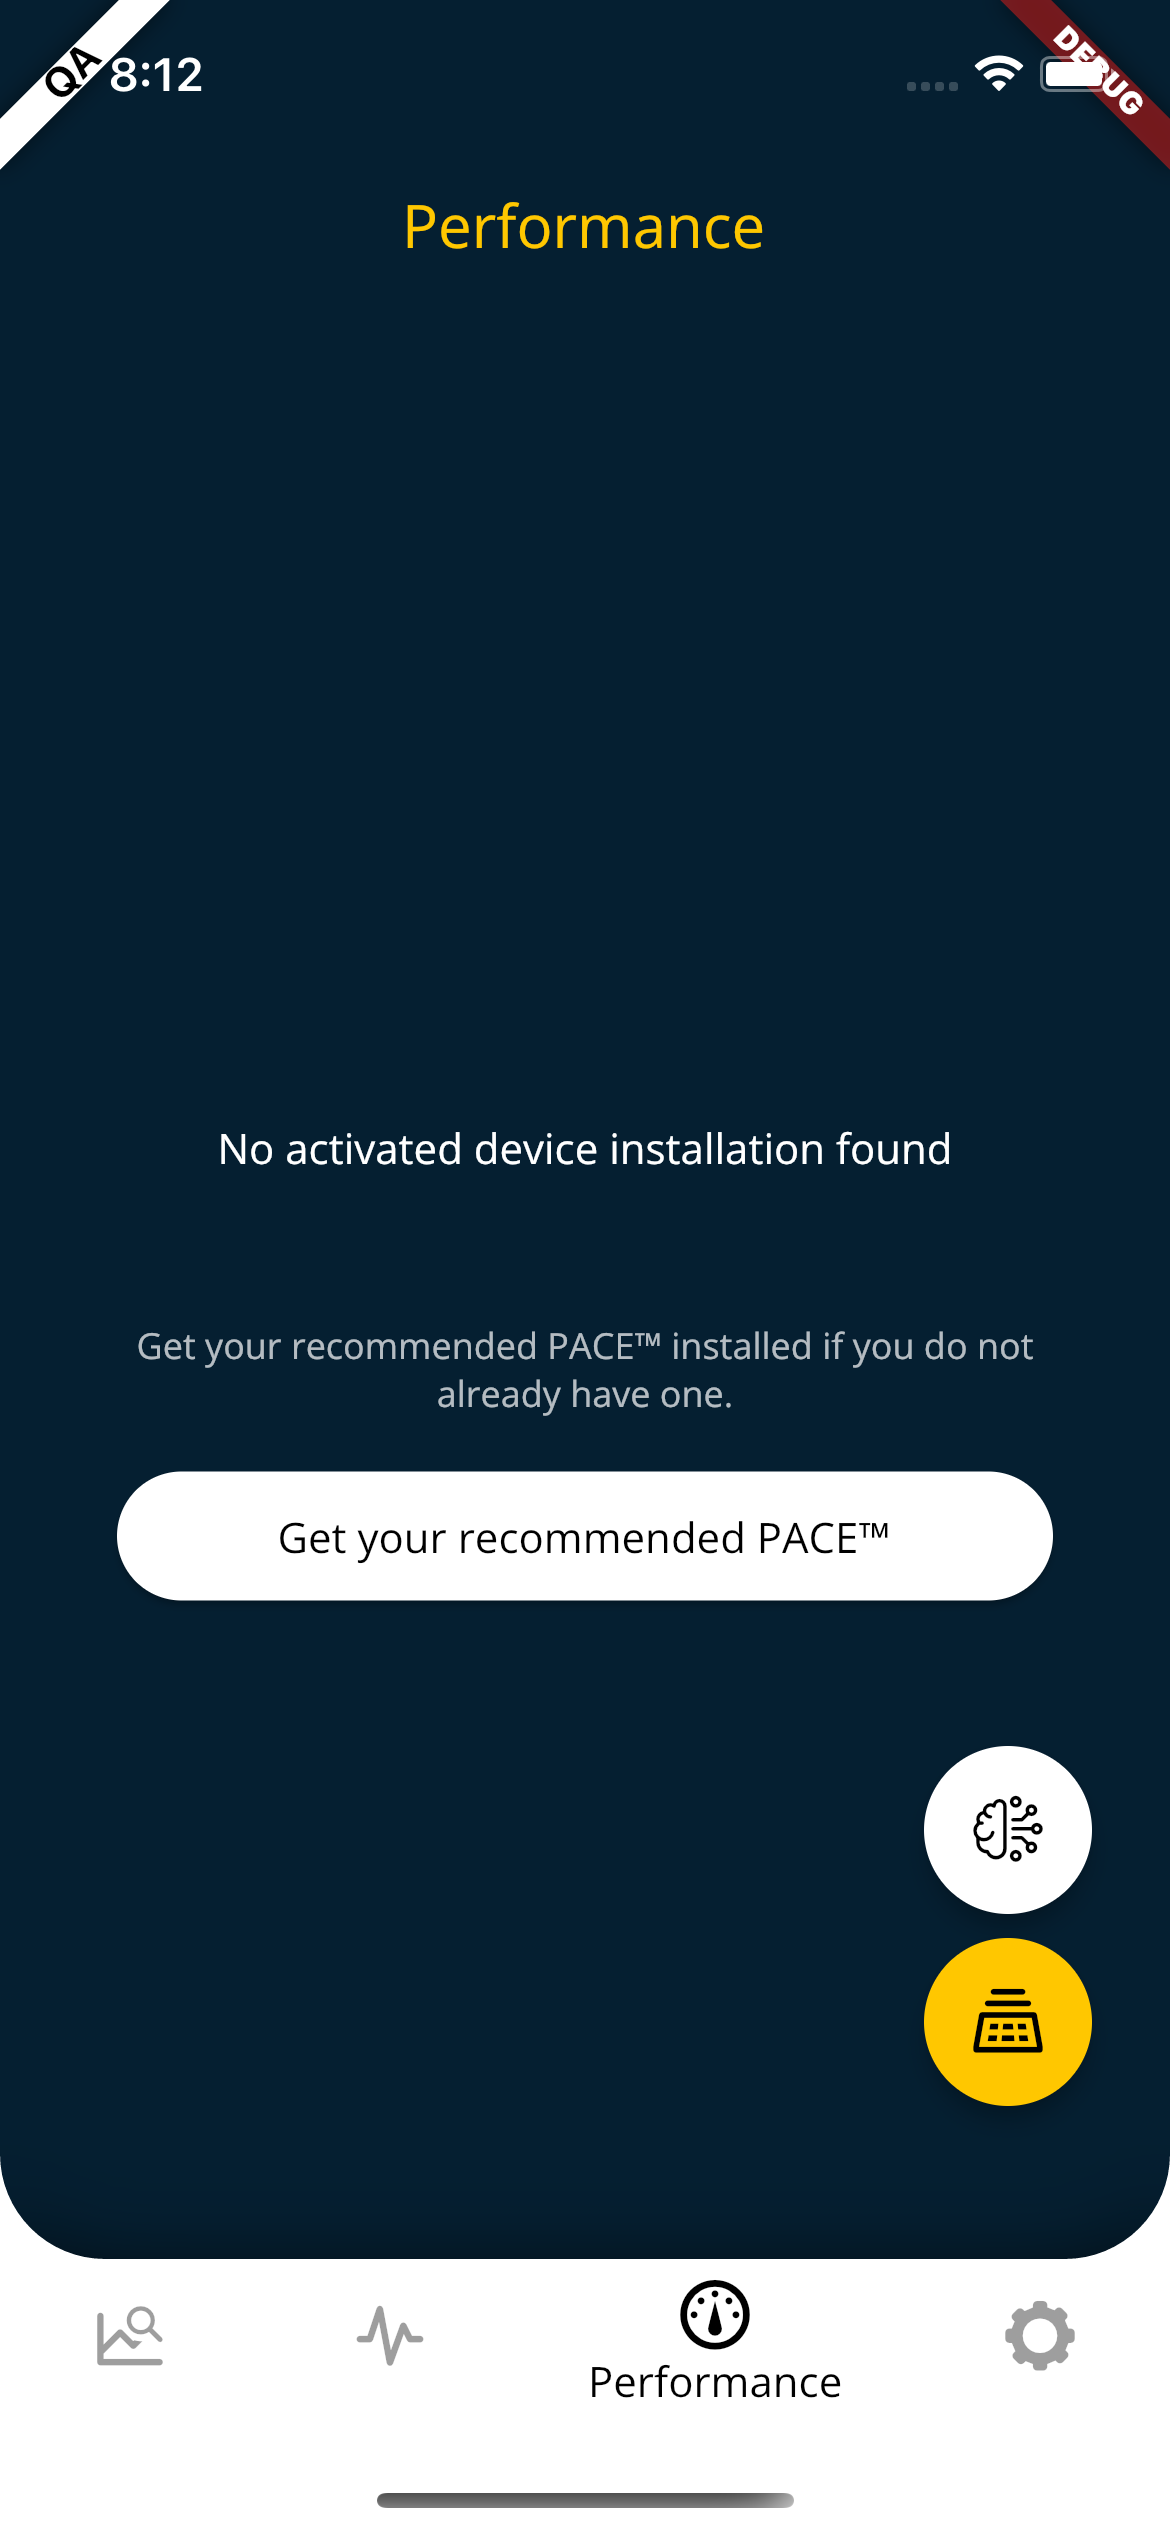 QA
8:12
DEBUG
Performance
No activated device installation found
Get your recommended PACE™ installed if you do not
already have one.
Get your recommended PACE™
Performance